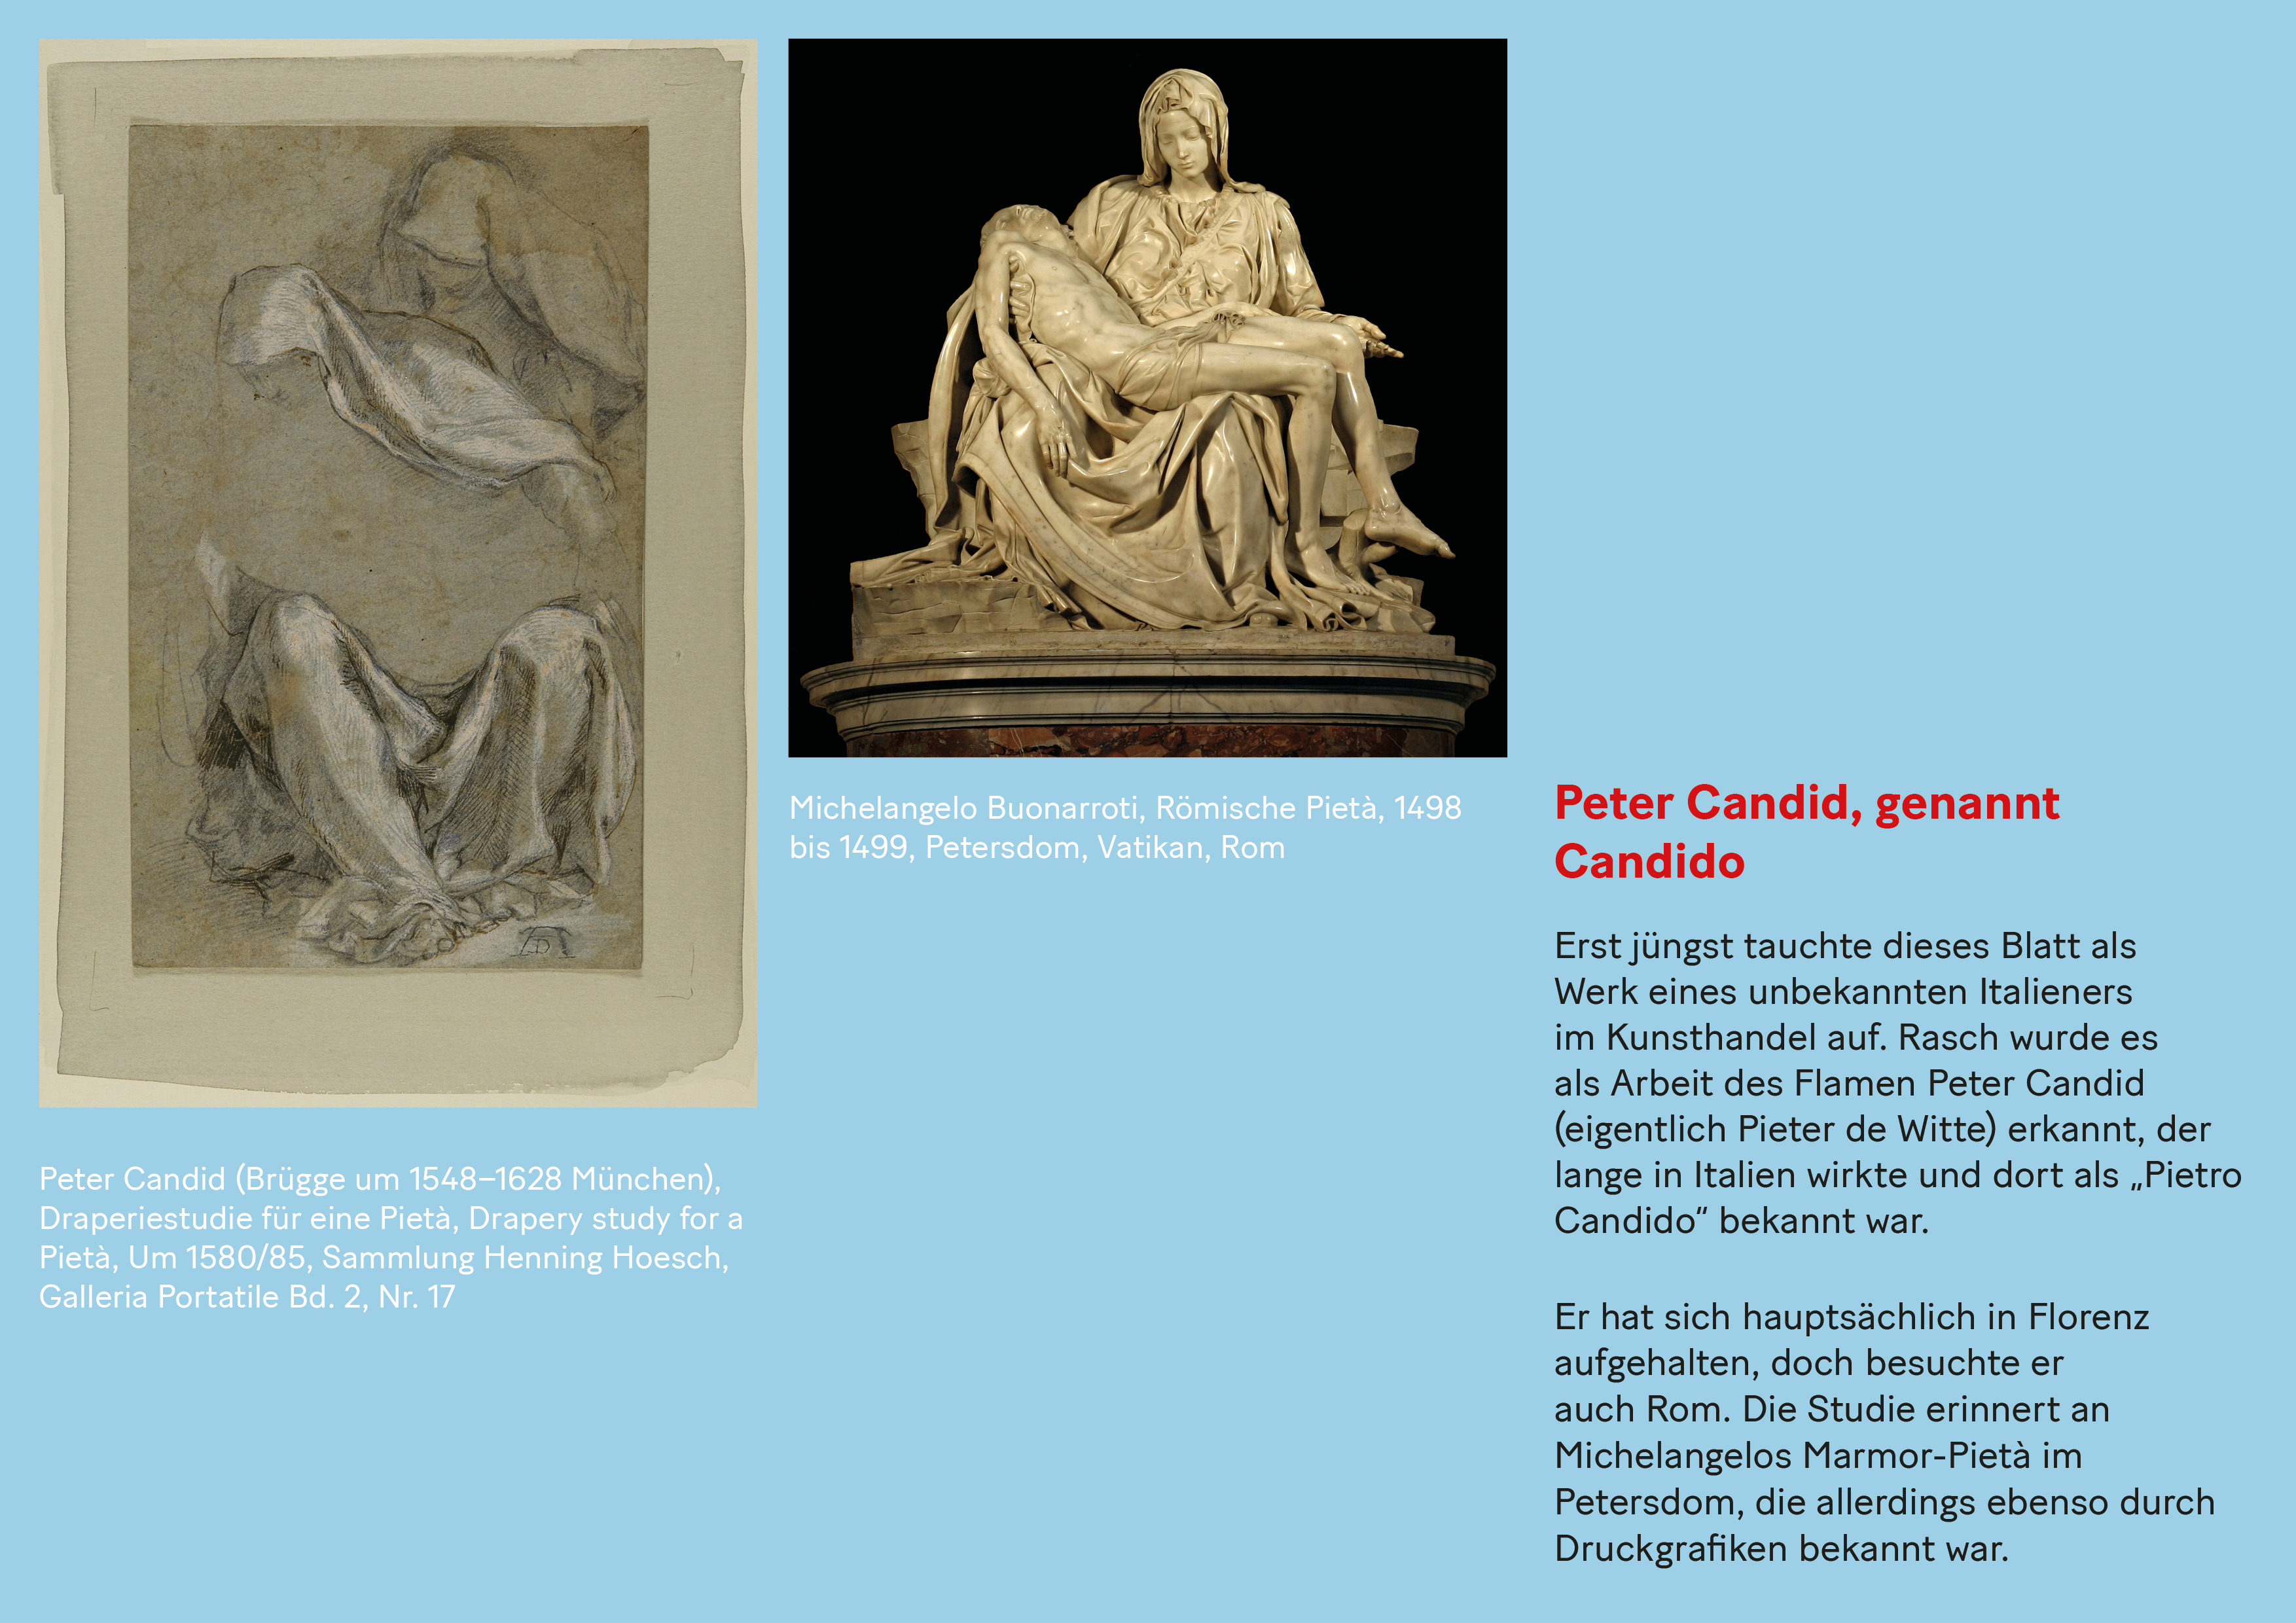 Peter Candid (Brügge um 1548–1628 München),
Draperiestudie für eine Pietà, Drapery study for a
Pietà, Um 1580/85, Sammlung Henning Hoesch,
Galleria Portatile Bd. 2, Nr. 17
Michelangelo Buonarroti, Römische Pietà, 1498
bis 1499, Petersdom, Vatikan, Rom
Peter Candid, genannt
Candido
Erst jüngst tauchte dieses Blatt als
Werk eines unbekannten Italieners
im Kunsthandel auf. Rasch wurde es
als Arbeit des Flamen Peter Candid
(eigentlich Pieter de Witte) erkannt, der
lange in Italien wirkte und dort als „Pietro
Candido“ bekannt war.
Er hat sich hauptsächlich in Florenz
aufgehalten, doch besuchte er
auch Rom. Die Studie erinnert an
Michelangelos Marmor-Pietà im
Petersdom, die allerdings ebenso durch
Druckgrafiken bekannt war.